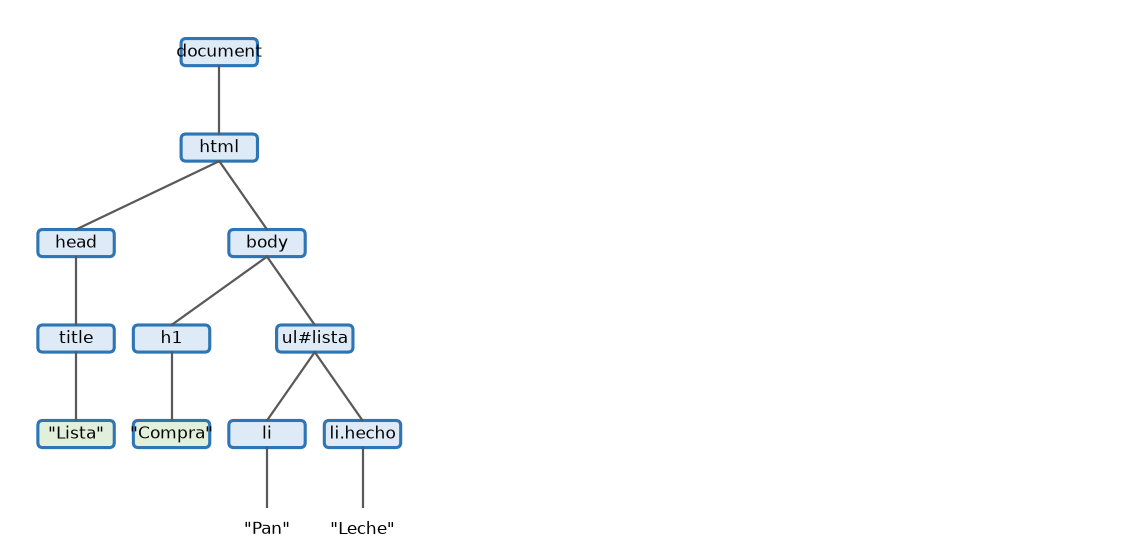 document
html
head
body
title
h1
ul#lista
"Lista"
"Compra"
li
li.hecho
"Pan"
"Leche"